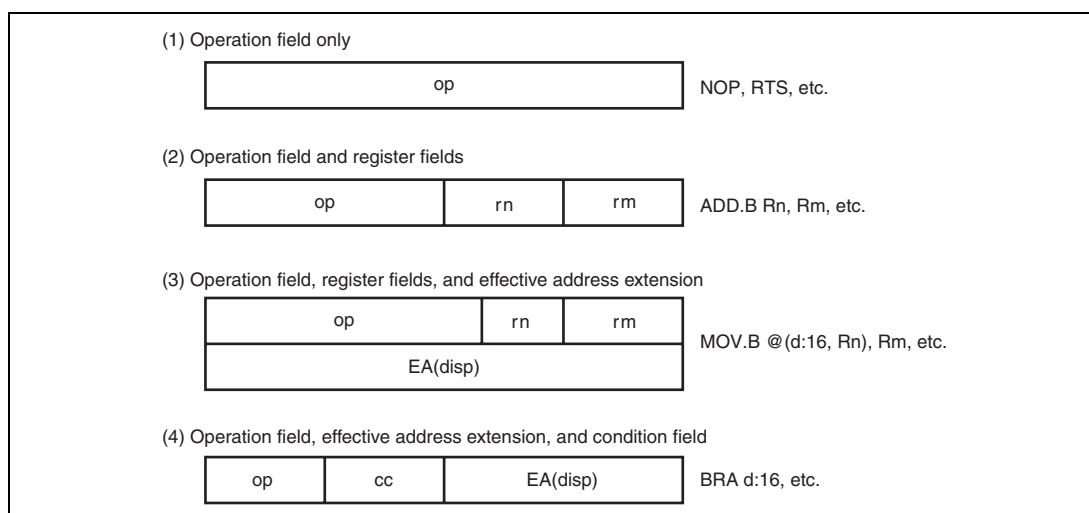 (1) Operation field only
op
NOP, RTS, etc.
(2) Operation field and register fields
op rn rm
ADD.B Rn, Rm, etc.
(3) Operation field, register fields, and effective address extension
op rn rm
MOV.B @(d:16, Rn), Rm, etc.
EA(disp)
(4) Operation field, effective address extension, and condition field
op cc EA(disp)
BRA d:16, etc.